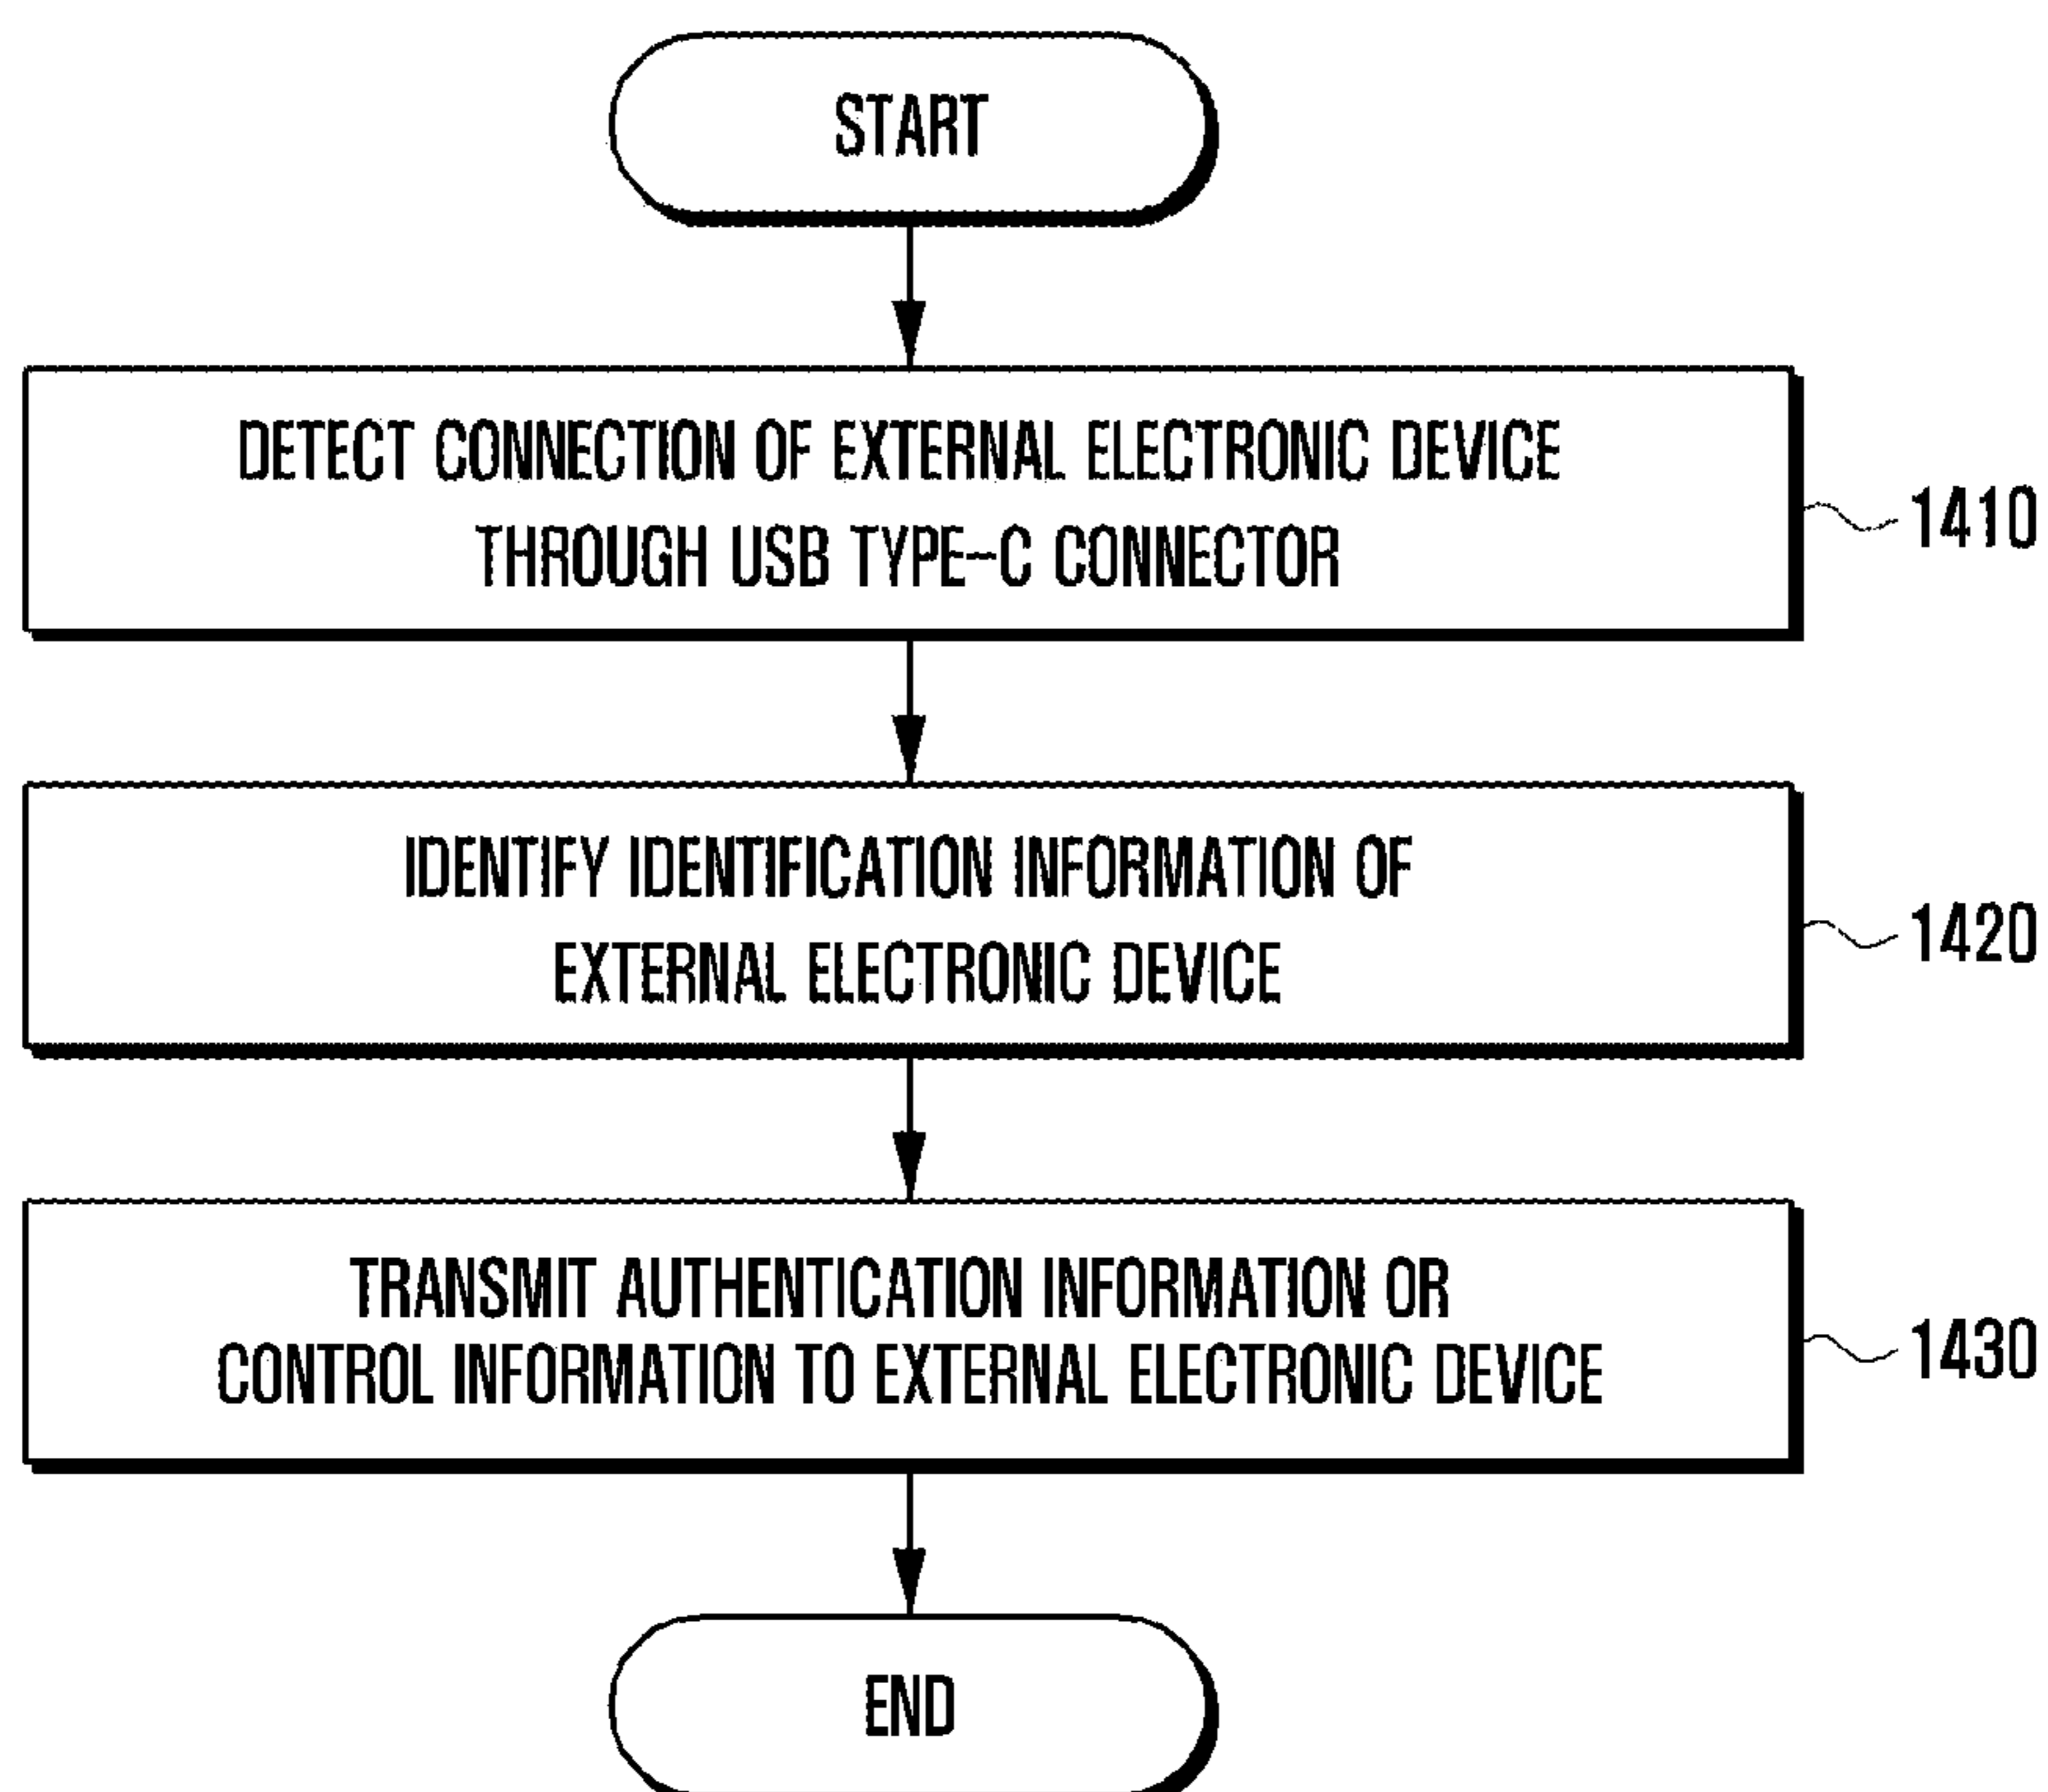 START
DETECT CONNECTION OF EXTERNAL ELECTRONIC DEVICE
THROUGH USB TYPE-C CONNECTOR
1410
IDENTIFY IDENTIFICATION INFORMATION OF
EXTERNAL ELECTRONIC DEVICE
1420
TRANSMIT AUTHENTICATION INFORMATION OR
CONTROL INFORMATION TO EXTERNAL ELECTRONIC DEVICE
1430
END